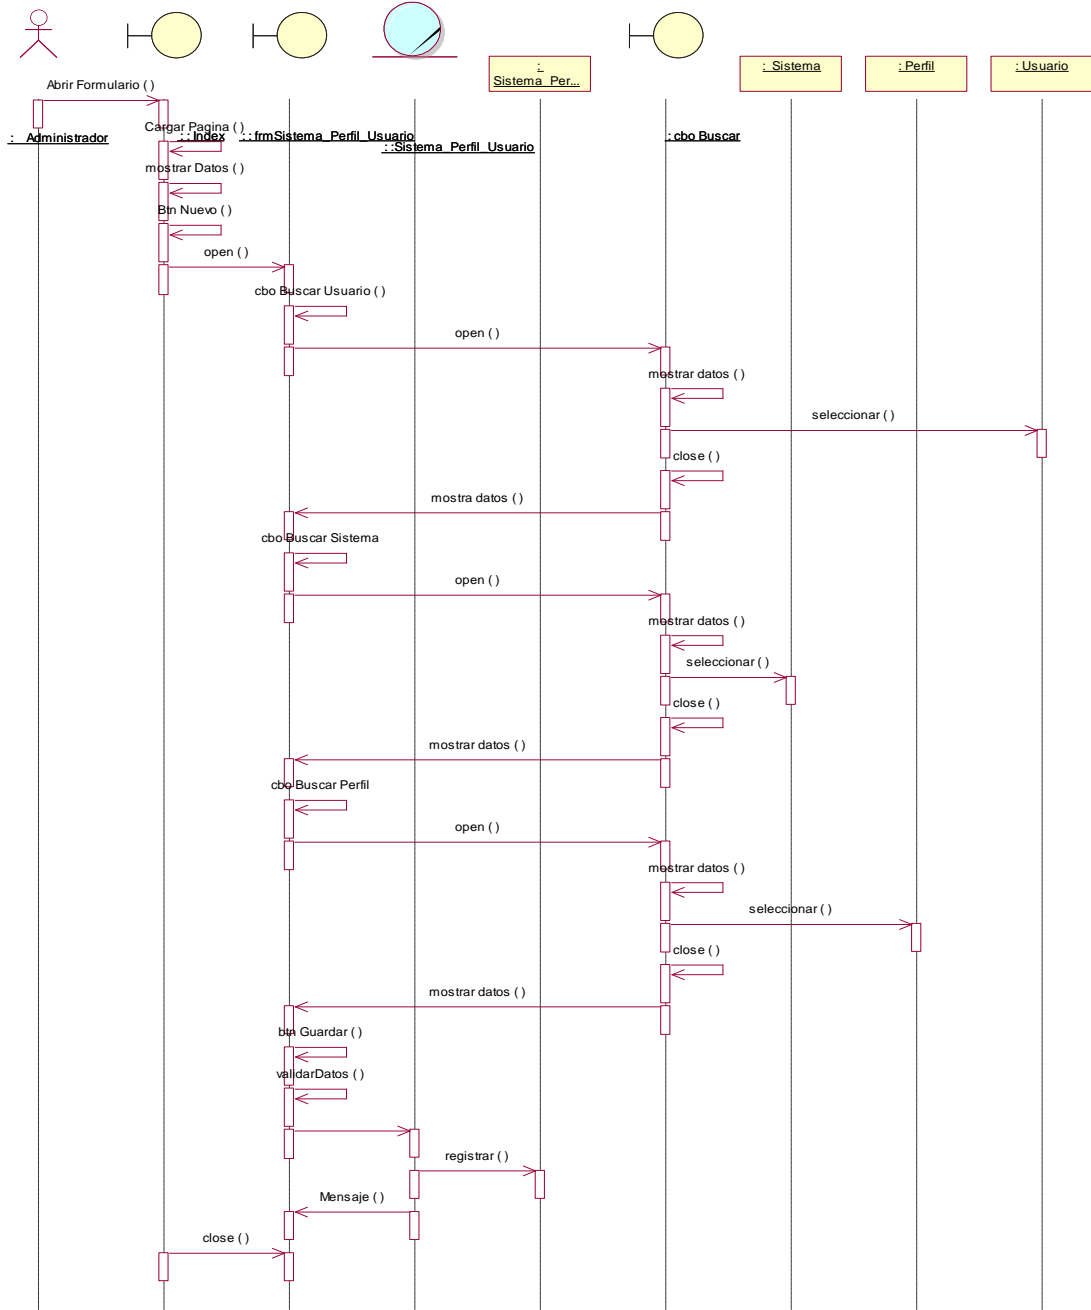 :
Sistema_Per...
: Sistema
: Perfil
: Usuario
Abrir Formulario ( )
Cargar Pagina ( )
: Administrador
: : Index
: : frmSistema_Perfil_Usuario
: :Sistema_Perfil_Usuario
: cbo Buscar
mostrar Datos ( )
Btn Nuevo ( )
open ( )
cbo Buscar Usuario ( )
open ( )
mostrar datos ( )
seleccionar ( )
close ( )
mostra datos ( )
cbo Buscar Sistema
open ( )
mostrar datos ( )
seleccionar ( )
close ( )
mostrar datos ( )
cbo Buscar Perfil
open ( )
mostrar datos ( )
seleccionar ( )
close ( )
mostrar datos ( )
btn Guardar ( )
validarDatos ( )
registrar ( )
Mensaje ( )
close ( )